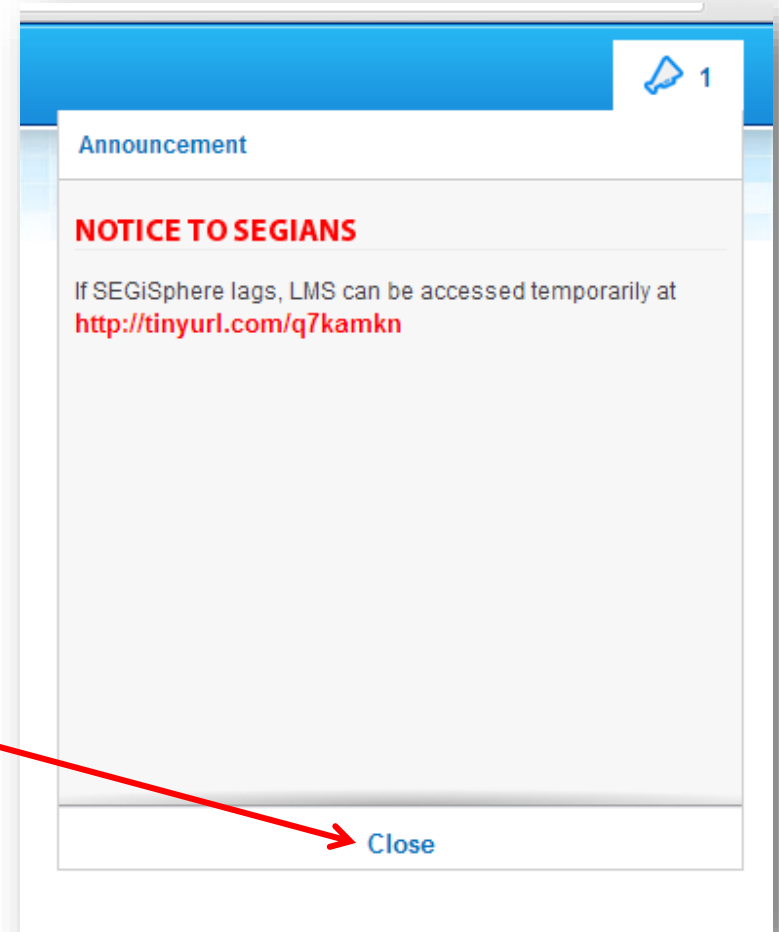 1
Announcement
NOTICE TO SEGIANS
If SEGiSphere lags, LMS can be accessed temporarily at
http://tinyurl.com/q7kamkn
Close